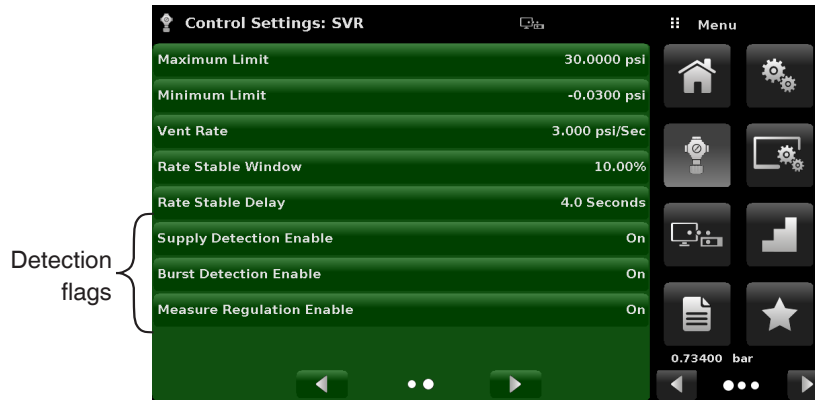 Control Settings: SVR
Menu
Maximum Limit 30.0000 psi
Minimum Limit -0.0300 psi
Vent Rate 3.000 psi/Sec
Rate Stable Window 10.00%
Rate Stable Delay 4.0 Seconds
Supply Detection Enable On
Burst Detection Enable On
Measure Regulation Enable On
Detection
flags
0.73400 bar